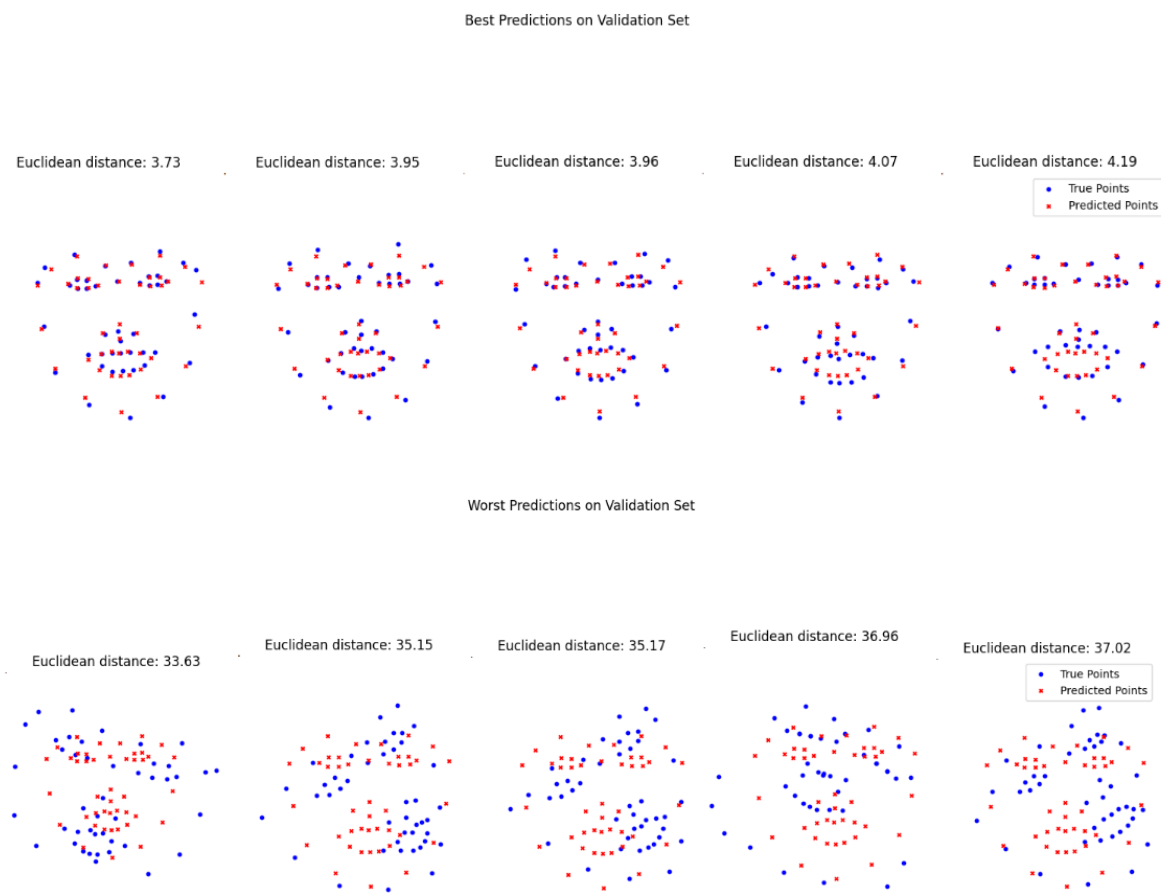 Best Predictions on Validation Set
Euclidean distance: 3.73
Euclidean distance: 3.95
Euclidean distance: 3.96
Euclidean distance: 4.07
Euclidean distance: 4.19
True Points
Predicted Points
Worst Predictions on Validation Set
Euclidean distance: 33.63
Euclidean distance: 35.15
Euclidean distance: 35.17
Euclidean distance: 36.96
Euclidean distance: 37.02
True Points
Predicted Points